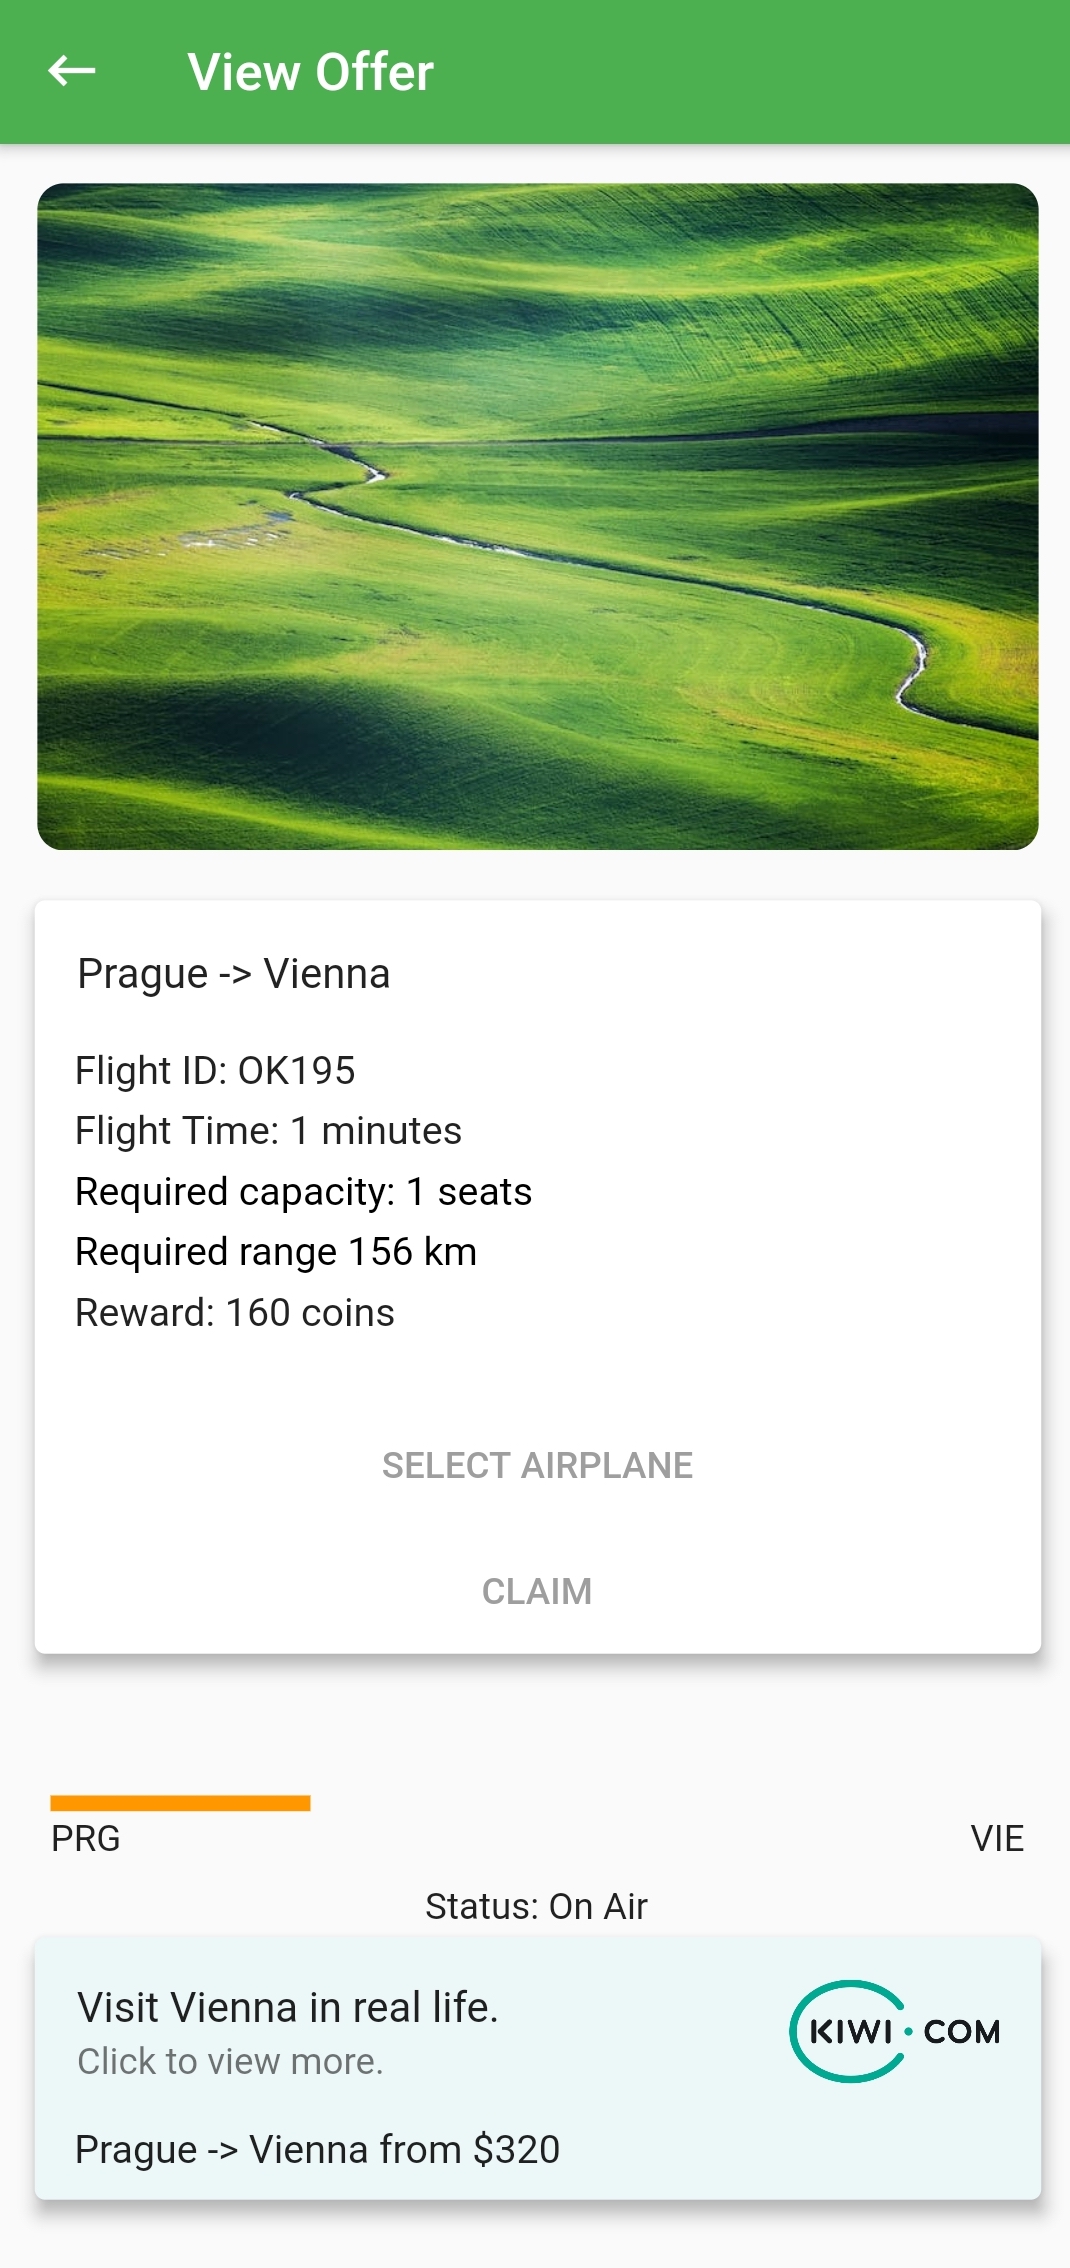 View Offer
Prague -> Vienna
Flight ID: OK195
Flight Time: 1 minutes
Required capacity: 1 seats
Required range 156 km
Reward: 160 coins
SELECT AIRPLANE
CLAIM
PRG VIE
Status: On Air
Visit Vienna in real life.
Click to view more.
KIWI.COM
Prague -> Vienna from $320